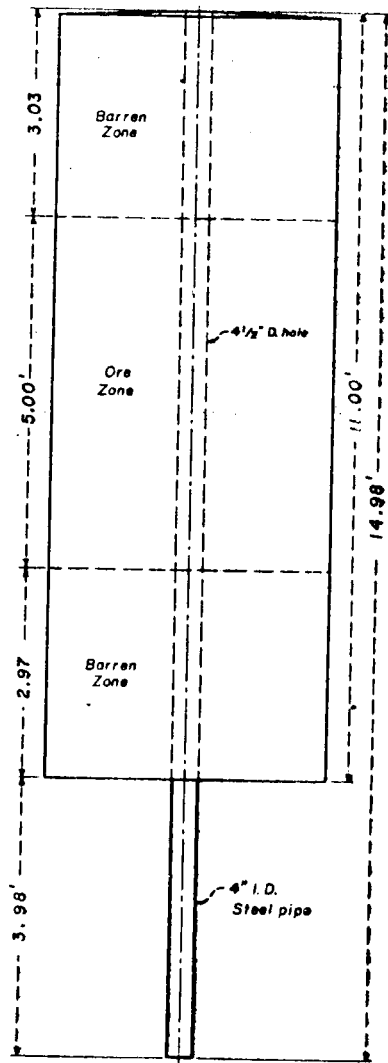 3.03
Barren
Zone
4 1/2" D. hole
5.00'
Ore
Zone
11.00'
14.98'
2.97
Barren
Zone
3.98'
4" I.D.
Steel pipe